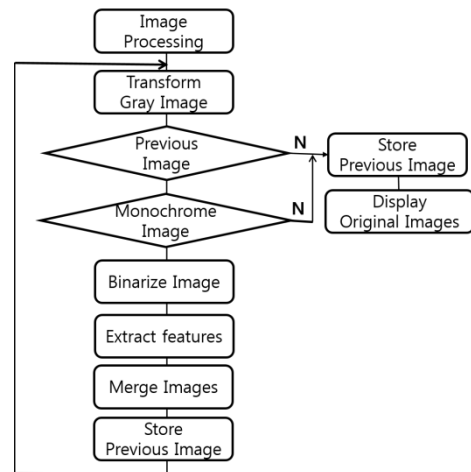 Image
Processing
Transform
Gray Image
Previous
Image
N
Store
Previous Image
Monochrome
Image
N
Display
Original Images
Binarize Image
Extract features
Merge Images
Store
Previous Image